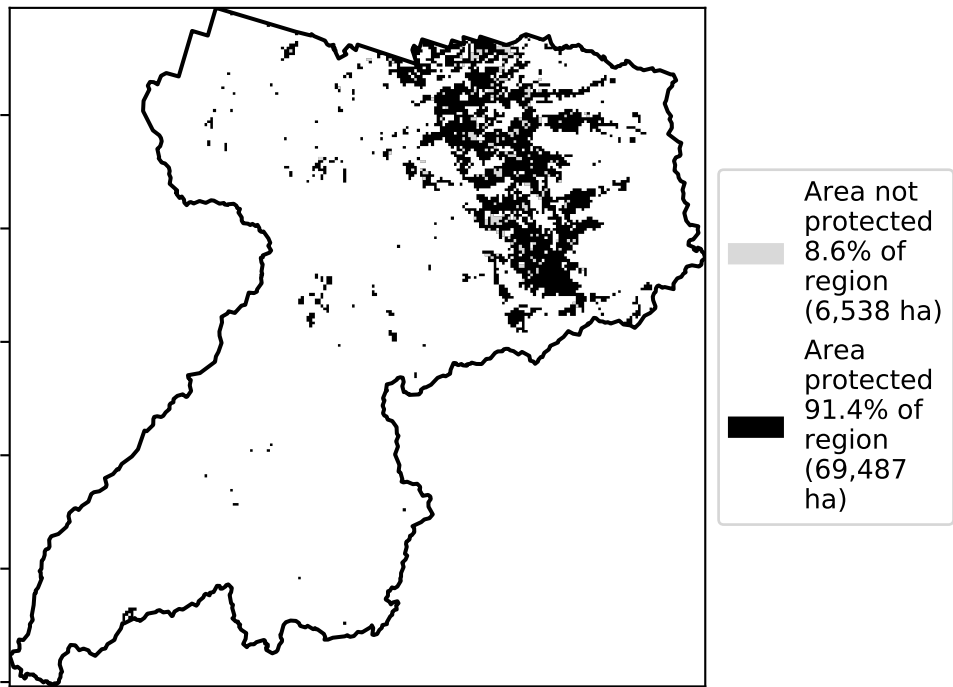 Area not
protected
8.6% of
region
(6,538 ha)
Area
protected
91.4% of
region
(69,487
ha)